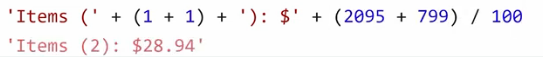 'Items (' + (1 + 1) + '): $' + (2095 + 799) / 100
'Items (2): $28.94'